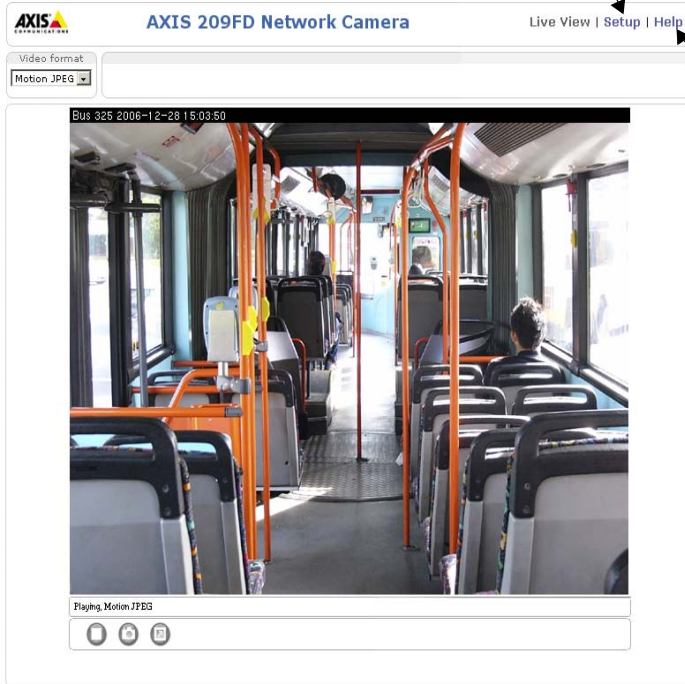 AXIS
COMMUNICATIONS
AXIS 209FD Network Camera
Live View | Setup | Help
Video format
Motion JPEG
Bus 325 2006-12-28 15:03:50
Playing, Motion JPEG